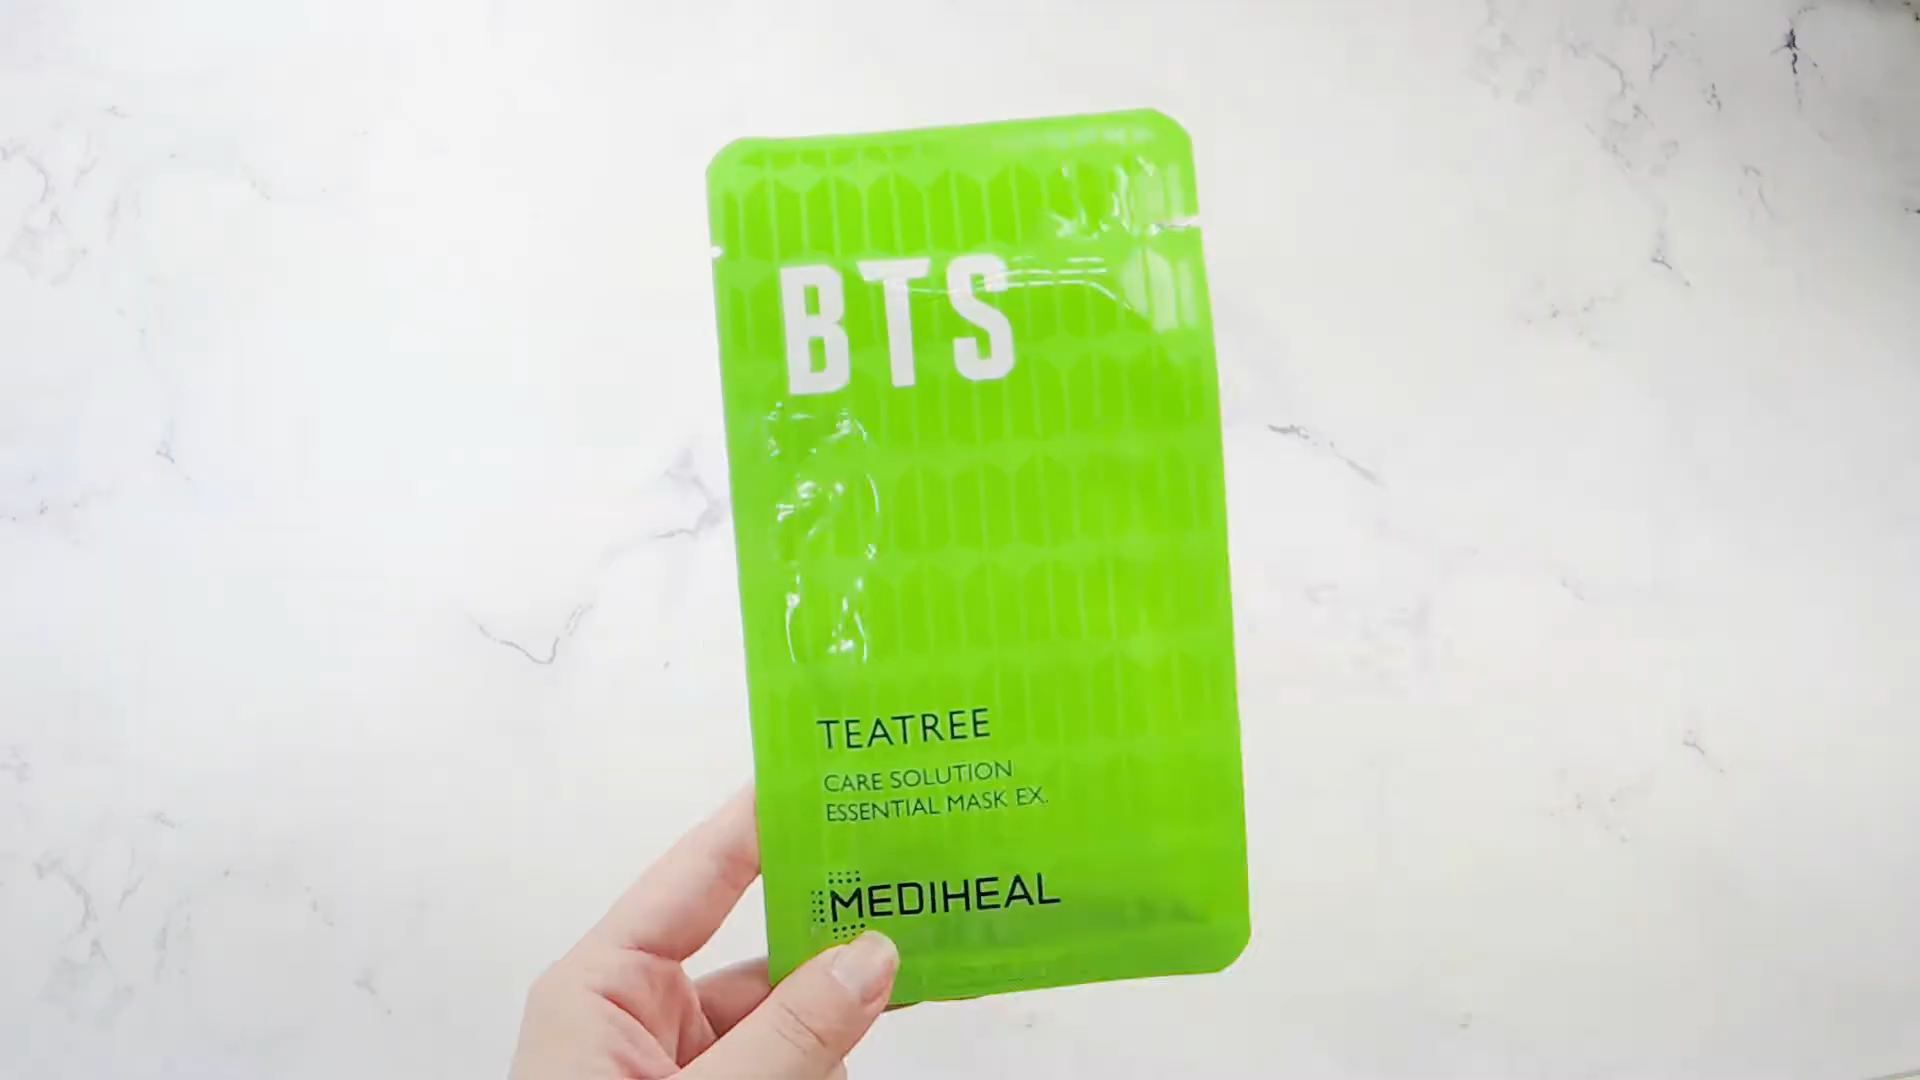 BTS
TEATREE
CARE SOLUTION
ESSENTIAL MASK EX.
MEDIHEAL